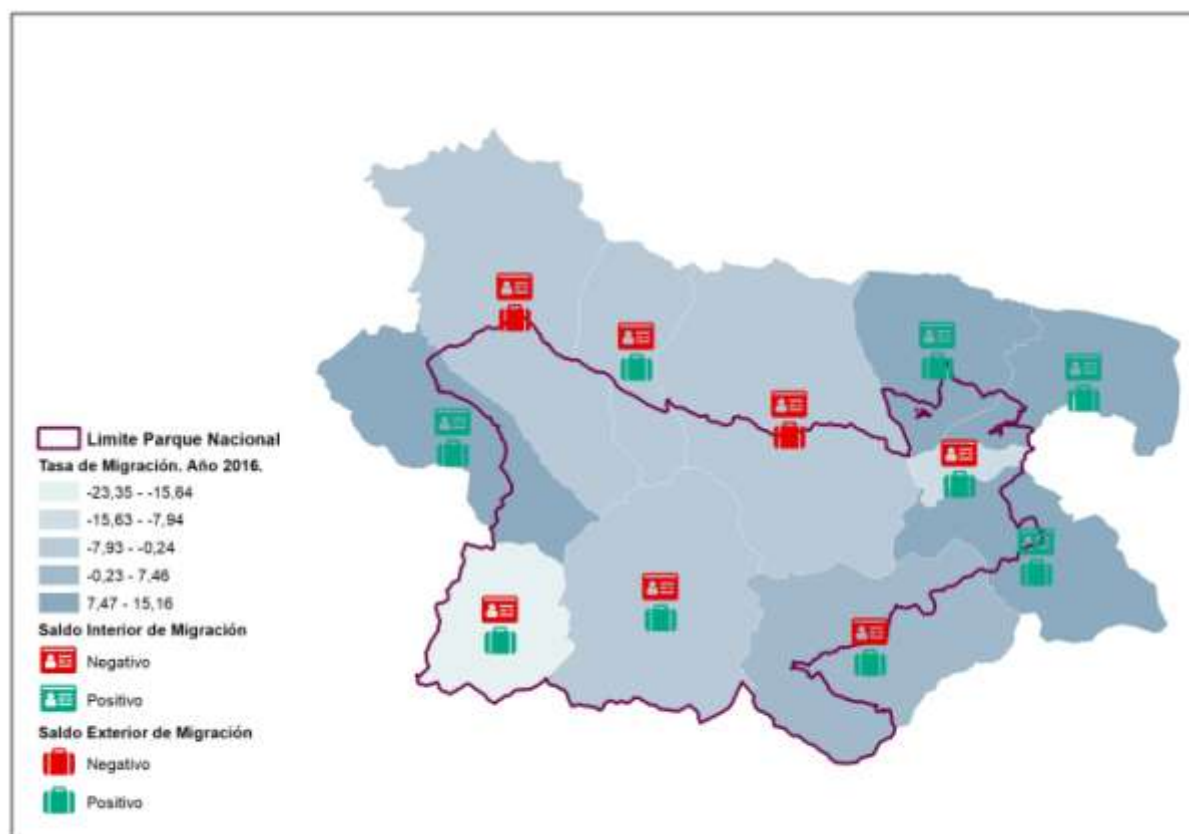 Limite Parque Nacional
Tasa de Migración. Año 2016.
-23,35 - -15,64
-15,63 - -7,94
-7,93 - -0,24
-0,23 - 7,46
7,47 - 15,16
Saldo Interior de Migración
Negativo
Positivo
Saldo Exterior de Migración
Negativo
Positivo